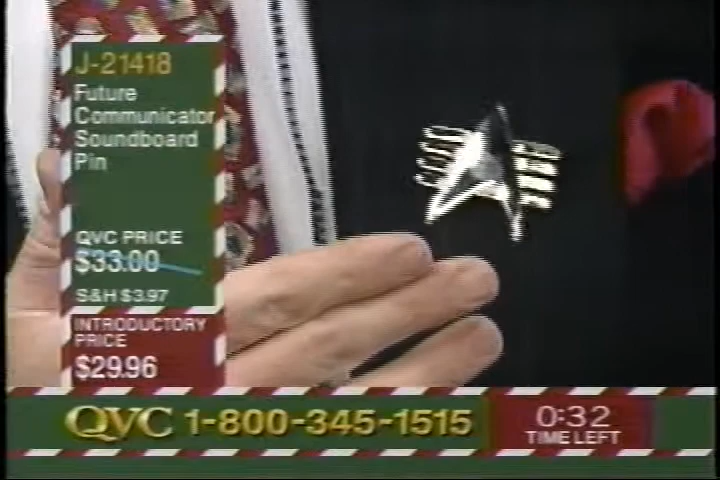 J-21418
Future
Communicator
Soundboard
Pin
QVC PRICE
$33.00
S&H $3.97
INTRODUCTORY
PRICE
$29.96
QVC 1-800-345-1515
0:32
TIME LEFT